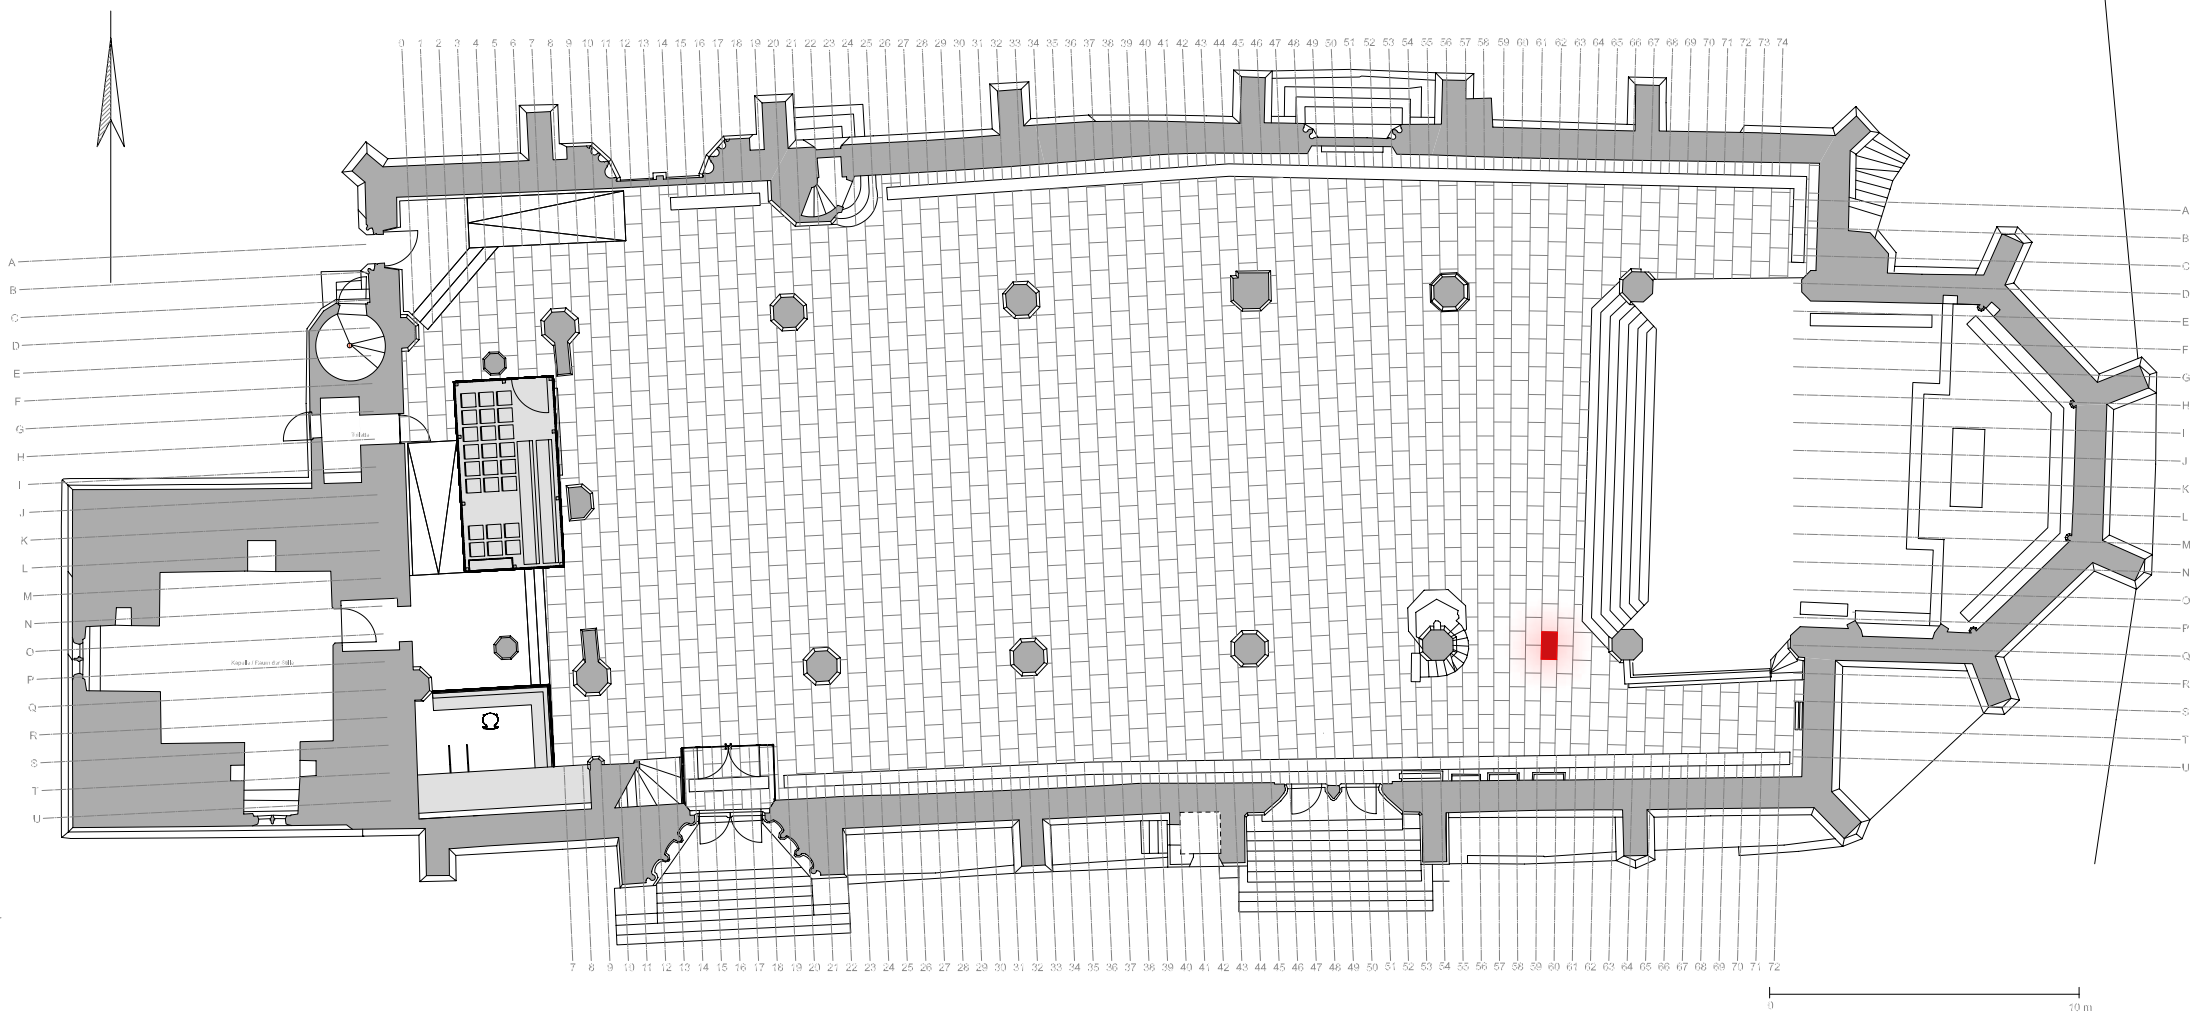 0 1 2 3 4 5 6 7 8 9 10 11 12 13 14 15 16 17 18 19 20 21 22 23 24 25 26 27 28 29 30 31 32 33 34 35 36 37 38 39 40 41 42 43 44 45 46 47 48 49 50 51 52 53 54 55 56 57 58 59 60 61 62 63 64 65 66 67 68 69 70 71 72 73 74
A
B
C
D
E
F
G
H
I
J
K
L
M
N
O
P
Q
R
S
T
U
A
B
C
D
E
F
G
H
I
J
K
L
M
N
O
P
Q
R
S
T
U
7 8 9 10 11 12 13 14 15 16 17 18 19 20 21 22 23 24 25 26 27 28 29 30 31 32 33 34 35 36 37 38 39 40 41 42 43 44 45 46 47 48 49 50 51 52 53 54 55 56 57 58 59 60 61 62 63 64 65 66 67 68 69 70 71 72
0 10 m